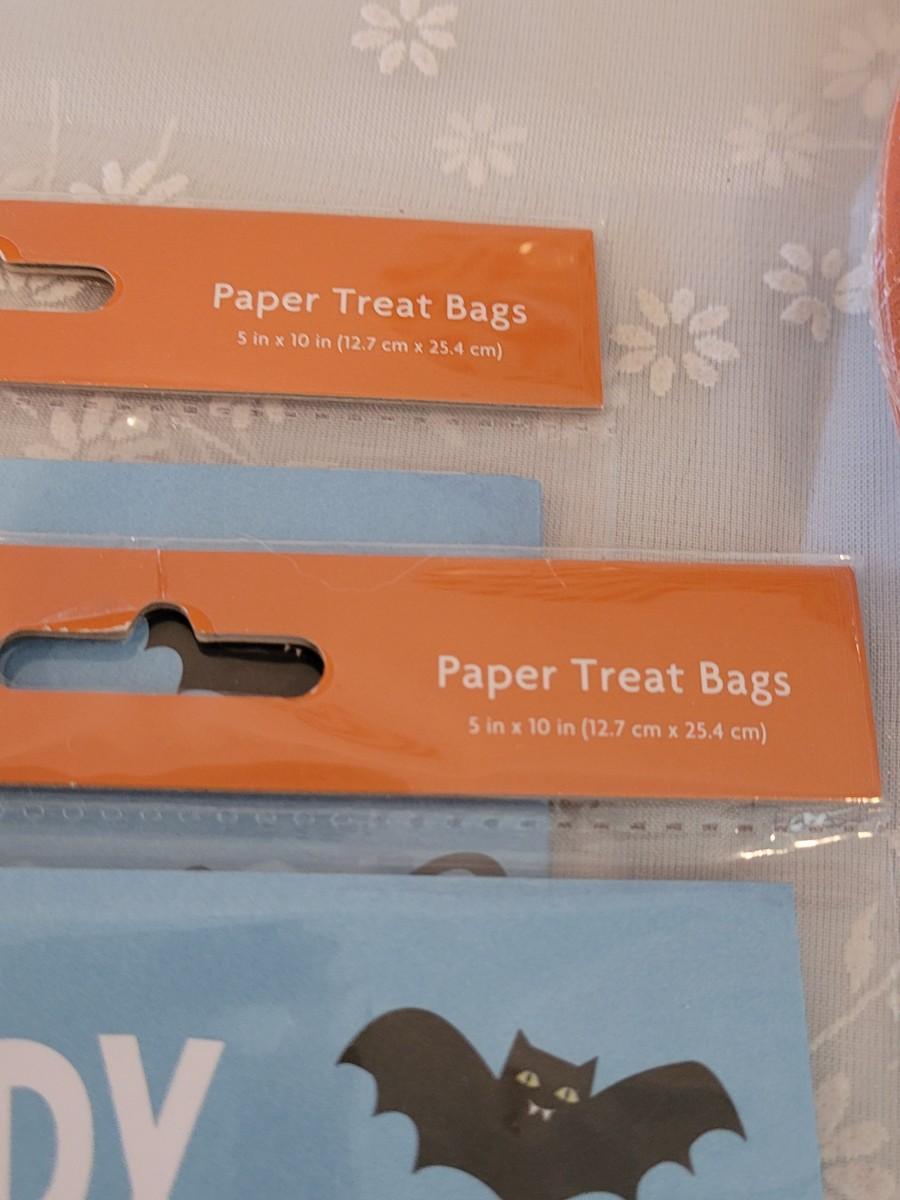 Paper Treat Bags
5 in x 10 in (12.7 cm x 25.4 cm)
Paper Treat Bags
5 in x 10 in (12.7 cm x 25.4 cm)
DY